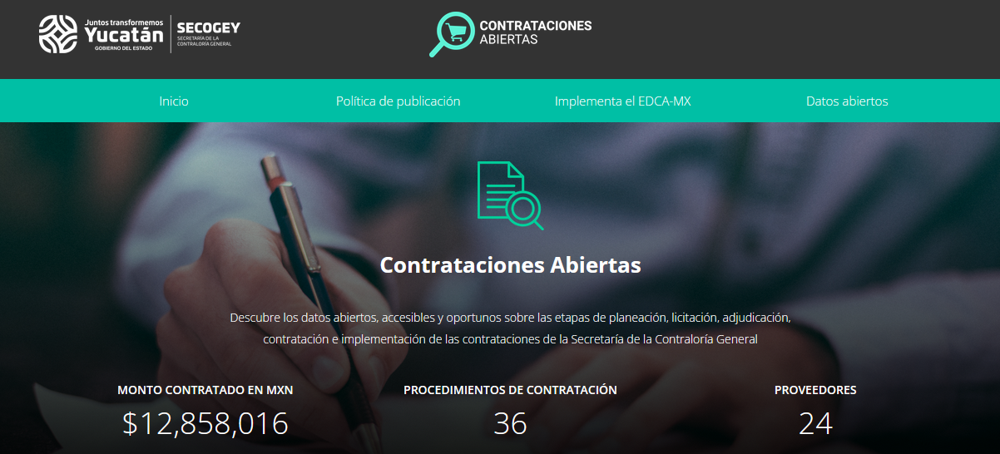 Juntos transformemos
Yucatán
GOBIERNO DEL ESTADO
SECOGEY
SECRETARÍA DE LA
CONTRALORÍA GENERAL
CONTRATACIONES
ABIERTAS
Inicio
Política de publicación
Implementa el EDCA-MX
Datos abiertos
Contrataciones Abiertas
Descubre los datos abiertos, accesibles y oportunos sobre las etapas de planeación, licitación, adjudicación,
contratación e implementación de las contrataciones de la Secretaría de la Contraloría General
MONTO CONTRATADO EN MXN
$12,858,016
PROCEDIMIENTOS DE CONTRATACIÓN
36
PROVEEDORES
24